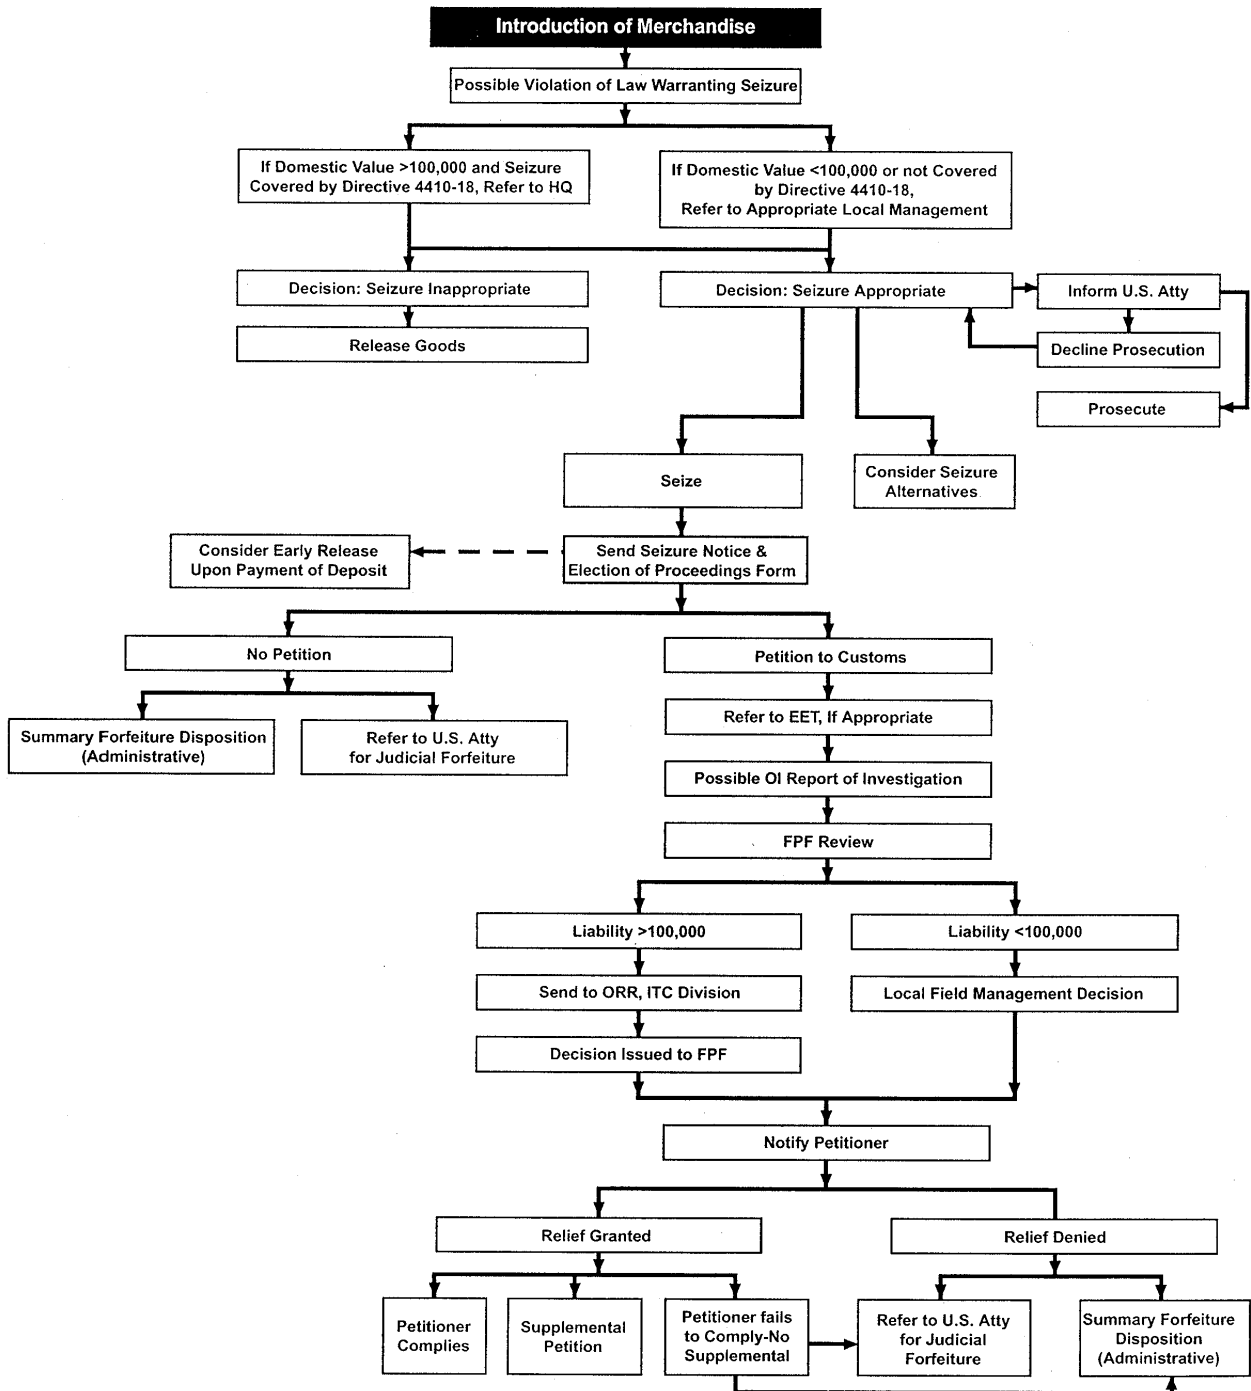 Introduction of Merchandise
Possible Violation of Law Warranting Seizure
If Domestic Value >100,000 and Seizure
Covered by Directive 4410-18, Refer to HQ
If Domestic Value <100,000 or not Covered
by Directive 4410-18,
Refer to Appropriate Local Management
Decision: Seizure Inappropriate
Decision: Seizure Appropriate
Inform U.S. Atty
Release Goods
Decline Prosecution
Prosecute
Seize
Consider Seizure
Alternatives
Consider Early Release
Upon Payment of Deposit
Send Seizure Notice &
Election of Proceedings Form
No Petition
Petition to Customs
Summary Forfeiture Disposition
(Administrative)
Refer to U.S. Atty
for Judicial Forfeiture
Refer to EET, If Appropriate
Possible OI Report of Investigation
FPF Review
Liability >100,000
Liability <100,000
Send to ORR, ITC Division
Local Field Management Decision
Decision Issued to FPF
Notify Petitioner
Relief Granted
Relief Denied
Petitioner
Complies
Supplemental
Petition
Petitioner fails
to Comply-No
Supplemental
Refer to U.S. Atty
for Judicial
Forfeiture
Summary Forfeiture
Disposition
(Administrative)